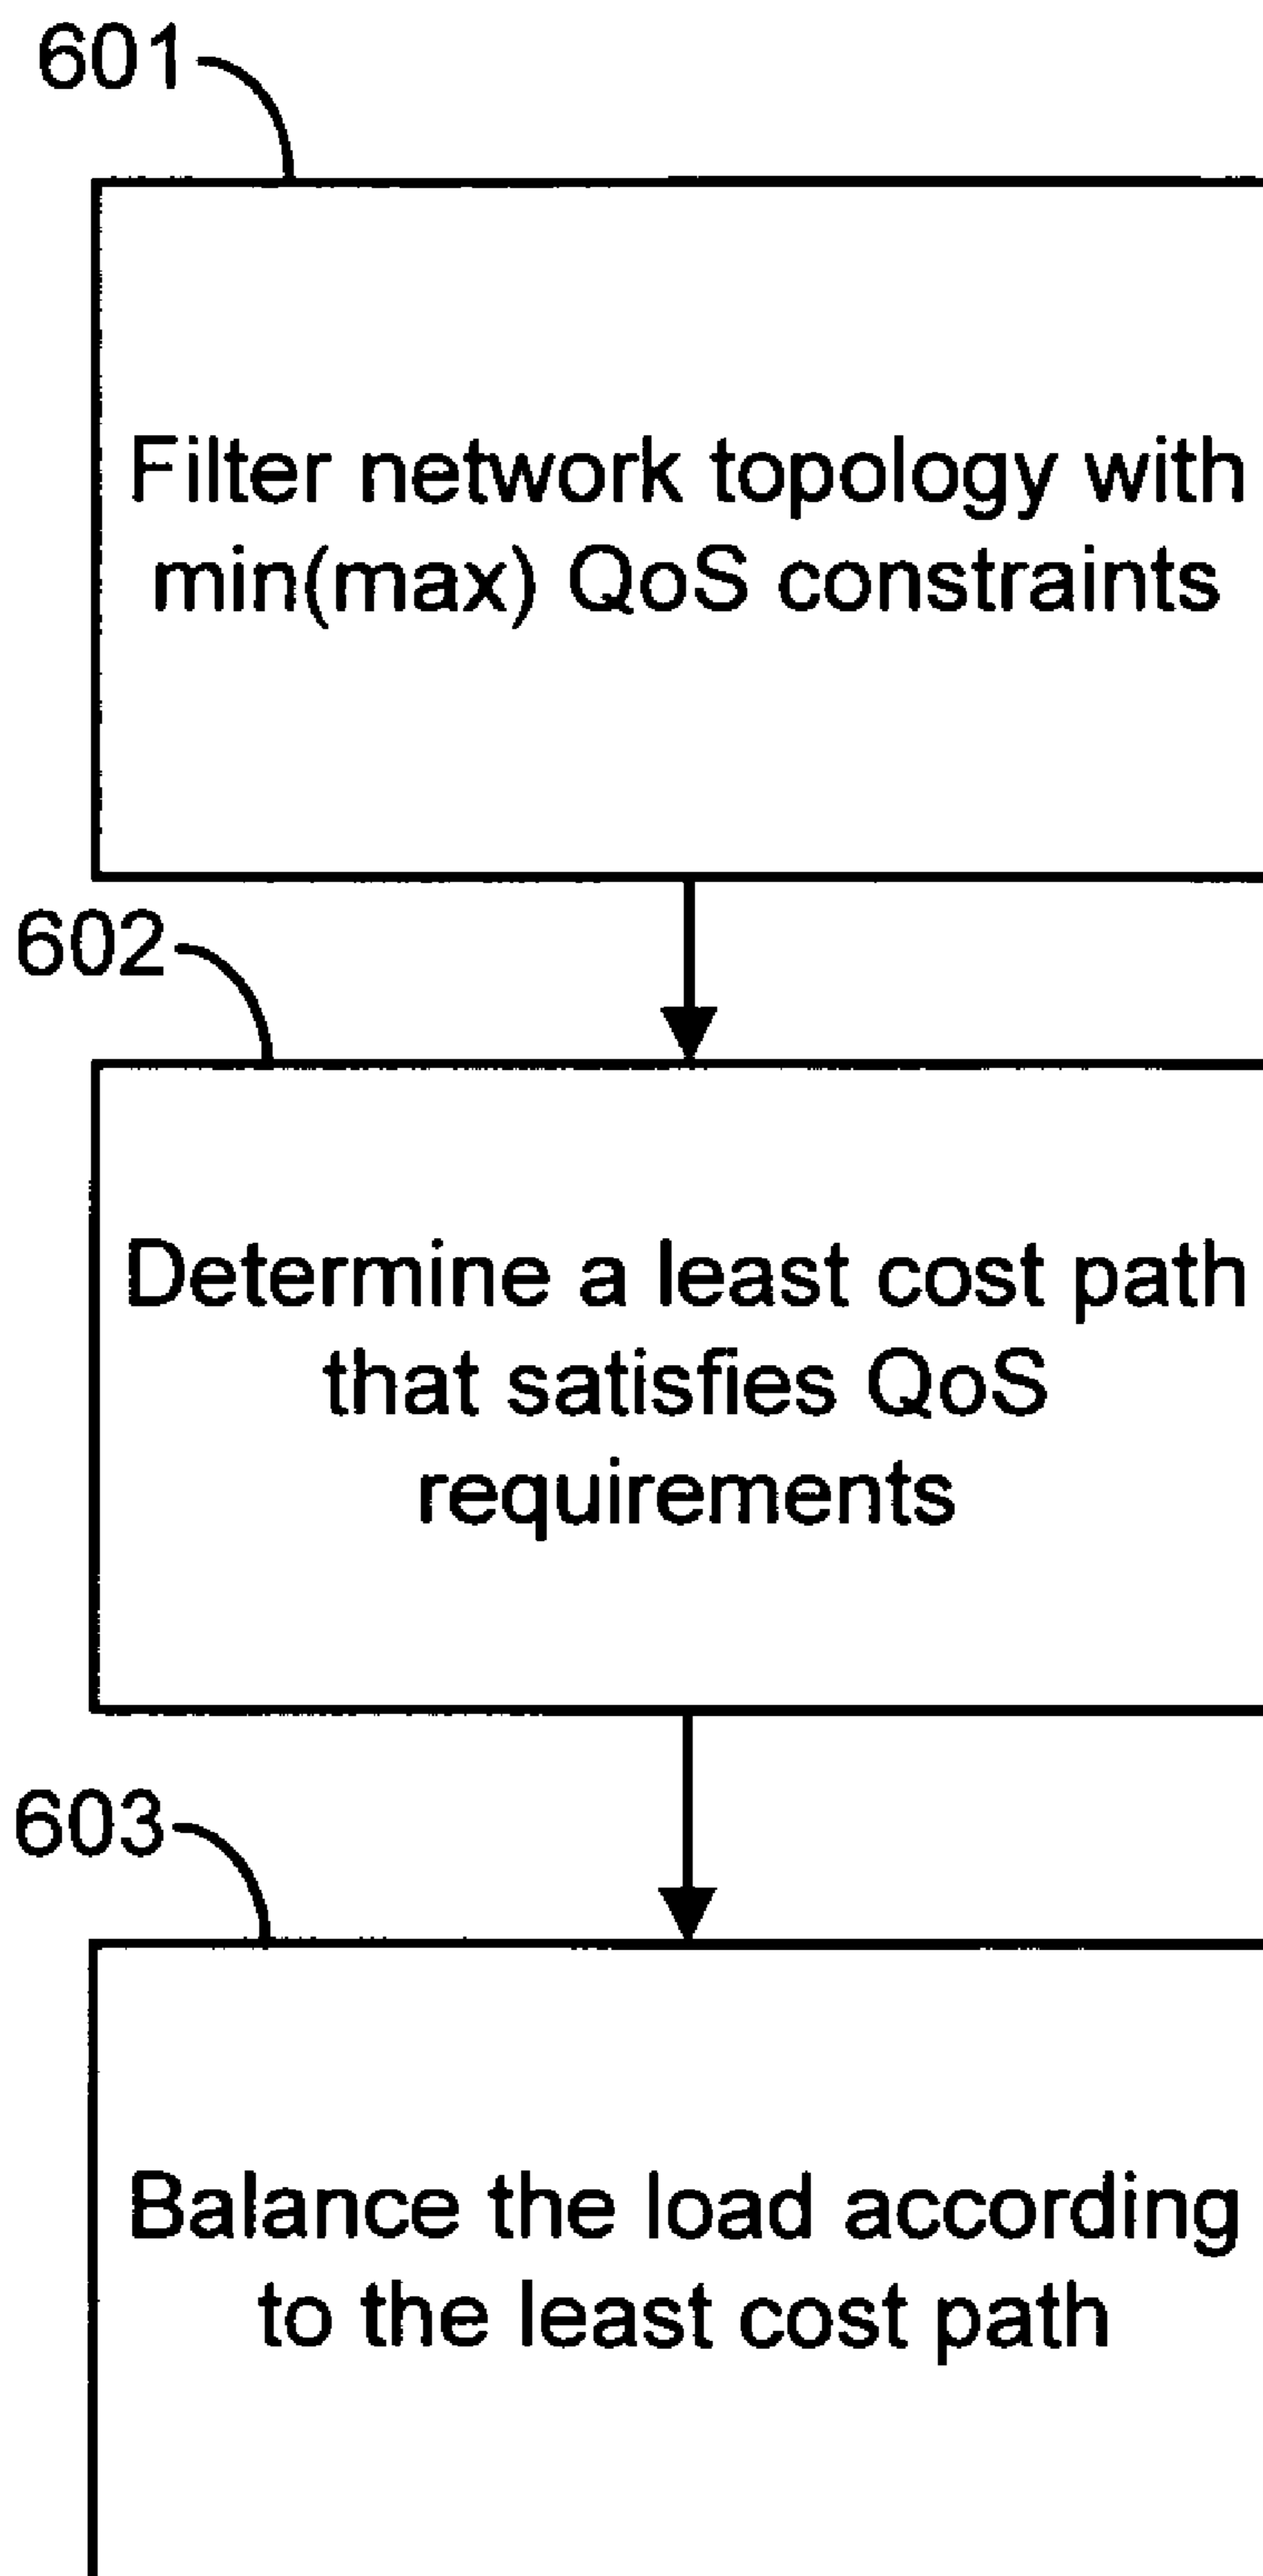 601
Filter network topology with
min(max) QoS constraints
602
Determine a least cost path
that satisfies QoS
requirements
603
Balance the load according
to the least cost path